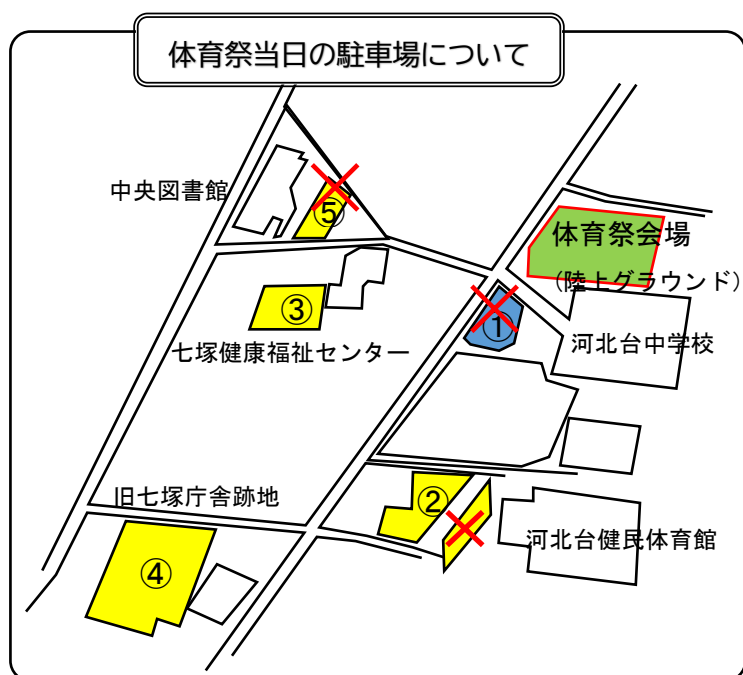 体育祭当日の駐車場について
中央図書館
⑤
体育祭会場
(陸上グラウンド)
③
①
七塚健康福祉センター
河北台中学校
旧七塚庁舎跡地
②
河北台健民体育館
④